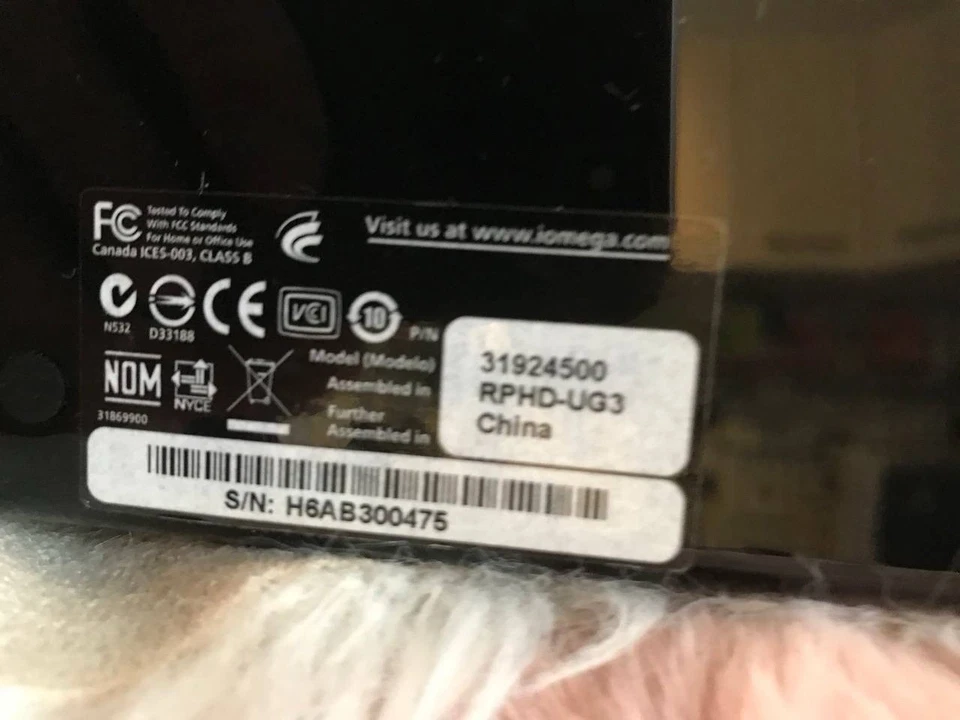 FC Tested To Comply
With FCC Standards
For Home or Office Use
Canada ICES-003, CLASS B
Visit us at www.iomega.com
N532
D33188
CE
VCI
10
NOM
NYCE
31869900
P/N 31924500
Model (Modelo) RPHD-UG3
Assembled in China
Further
Assembled in
S/N: H6AB300475